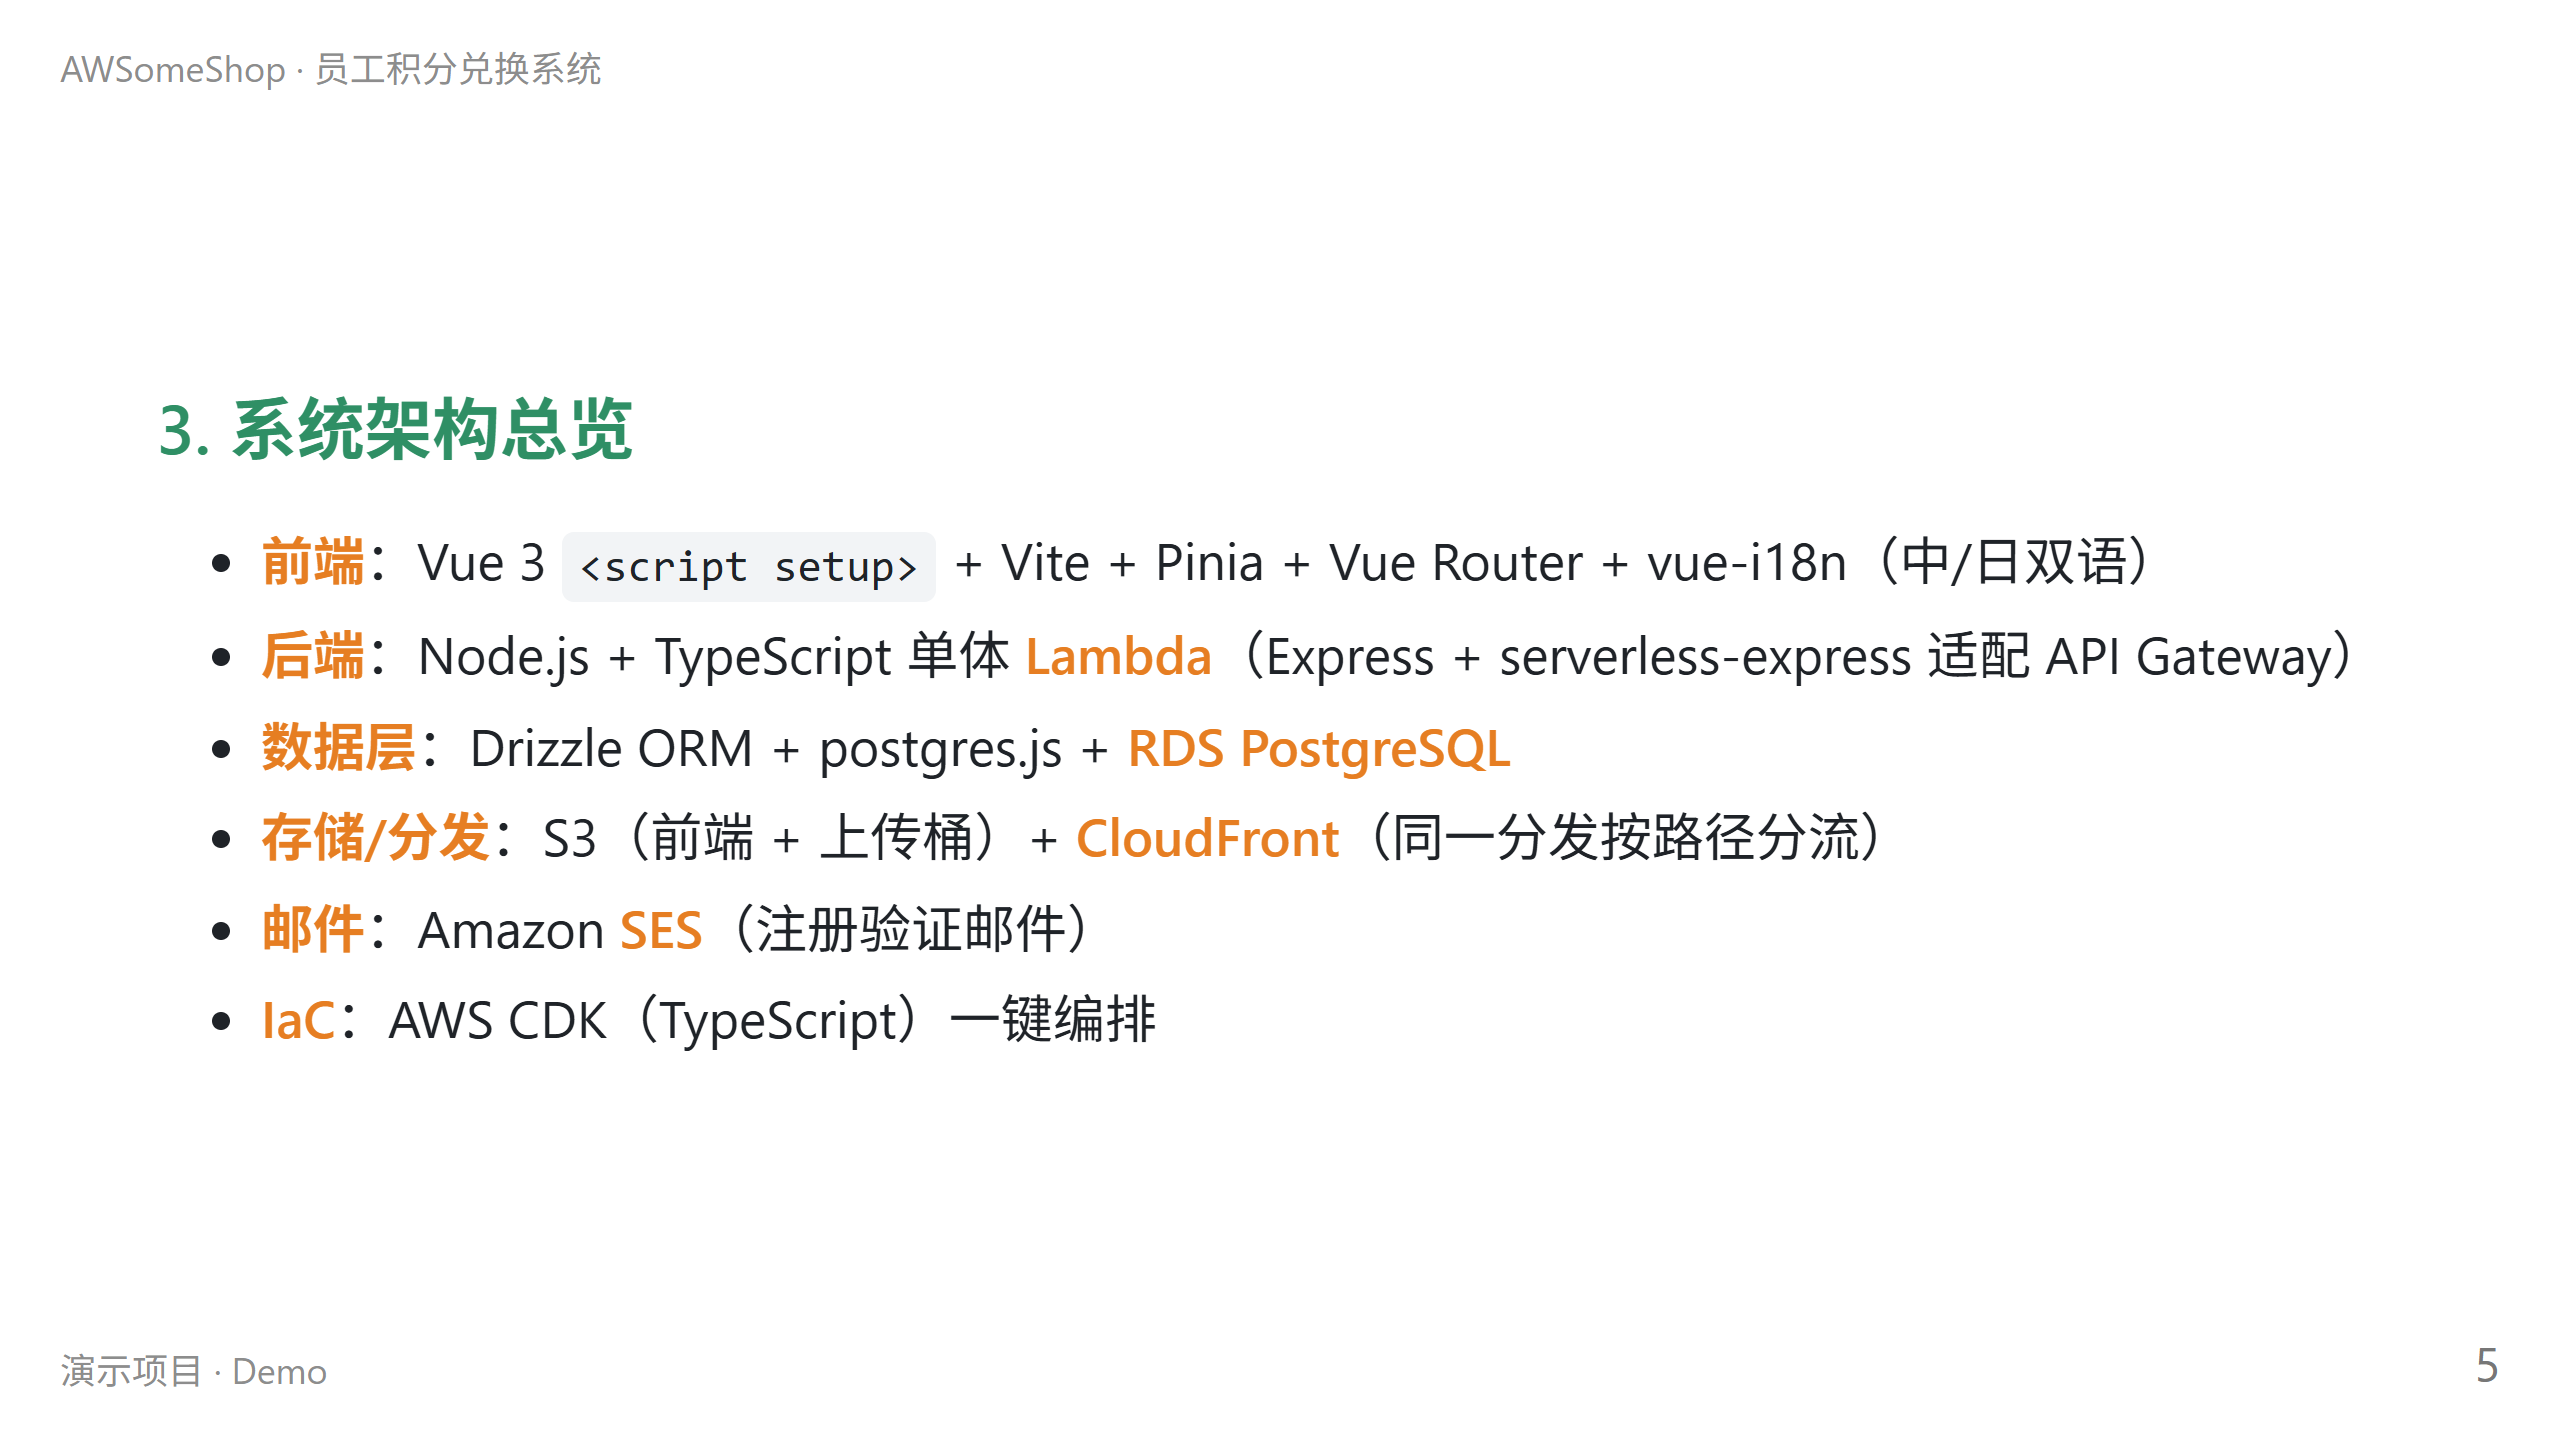 AWSomeShop · 员工积分兑换系统
3. 系统架构总览
• 前端：Vue 3 <script setup> + Vite + Pinia + Vue Router + vue-i18n（中/日双语）
• 后端：Node.js + TypeScript 单体 Lambda（Express + serverless-express 适配 API Gateway）
• 数据层：Drizzle ORM + postgres.js + RDS PostgreSQL
• 存储/分发：S3（前端 + 上传桶）+ CloudFront（同一分发按路径分流）
• 邮件：Amazon SES（注册验证邮件）
• IaC：AWS CDK（TypeScript）一键编排
演示项目 · Demo
5